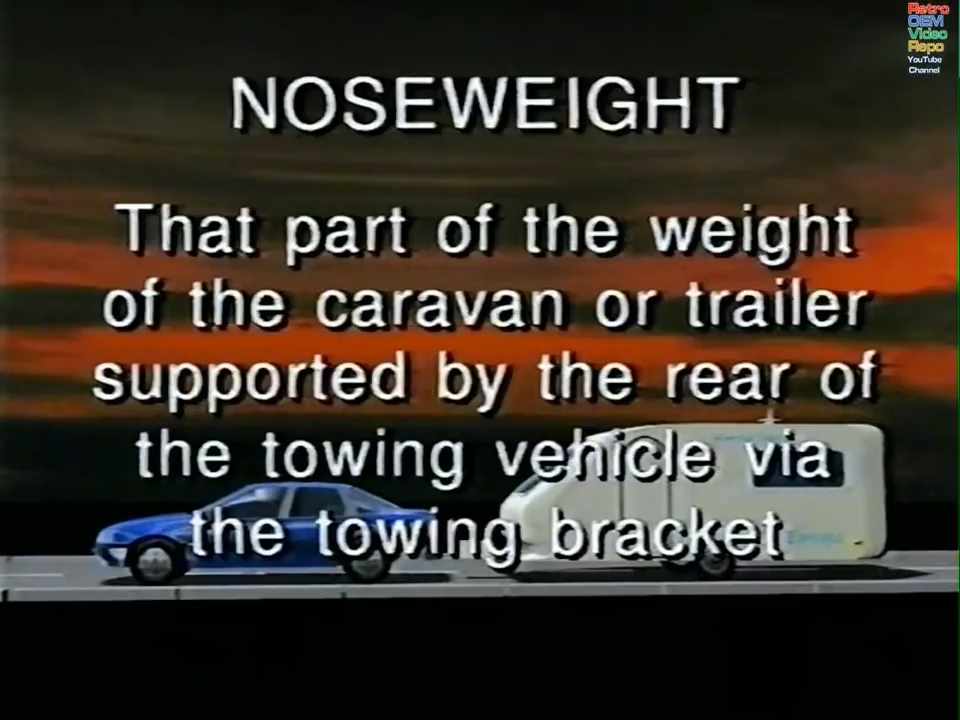 Retro
OEM
Video
Repo
YouTube
Channel
NOSEWEIGHT
That part of the weight
of the caravan or trailer
supported by the rear of
the towing vehicle via
the towing bracket